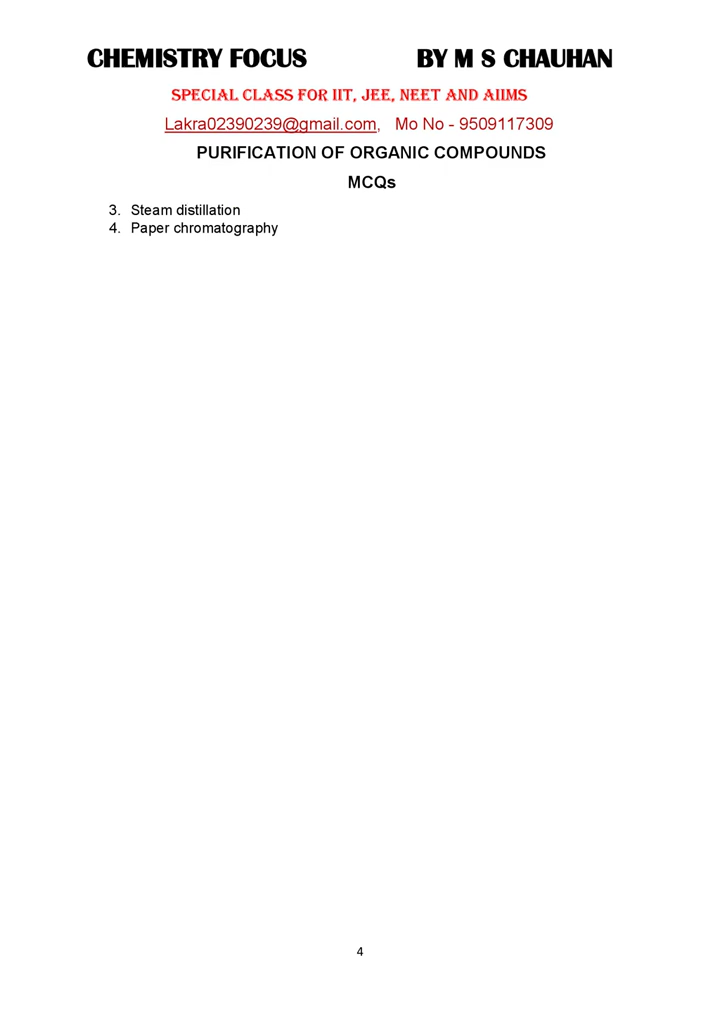 CHEMISTRY FOCUS BY M S CHAUHAN
SPECIAL CLASS FOR IIT, JEE, NEET AND AIIMS
Lakra02390239@gmail.com, Mo No - 9509117309
PURIFICATION OF ORGANIC COMPOUNDS
MCQs
3. Steam distillation
4. Paper chromatography
4